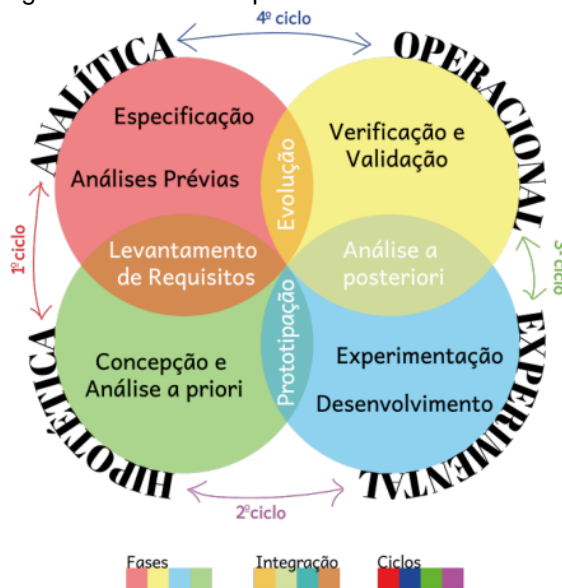 4º ciclo
ANALÍTICA
OPERACIONAL
Especificação
Verificação e
Validação
Evolução
Análises Prévias
Levantamento
de Requisitos
Análise a
posteriori
1º ciclo
ciclo
Prototipação
Concepção e
Análise a priori
Experimentação
Desenvolvimento
HIPOTÉTICA
EXPERIMENTAL
2ºciclo
Fases
Integração
Ciclos